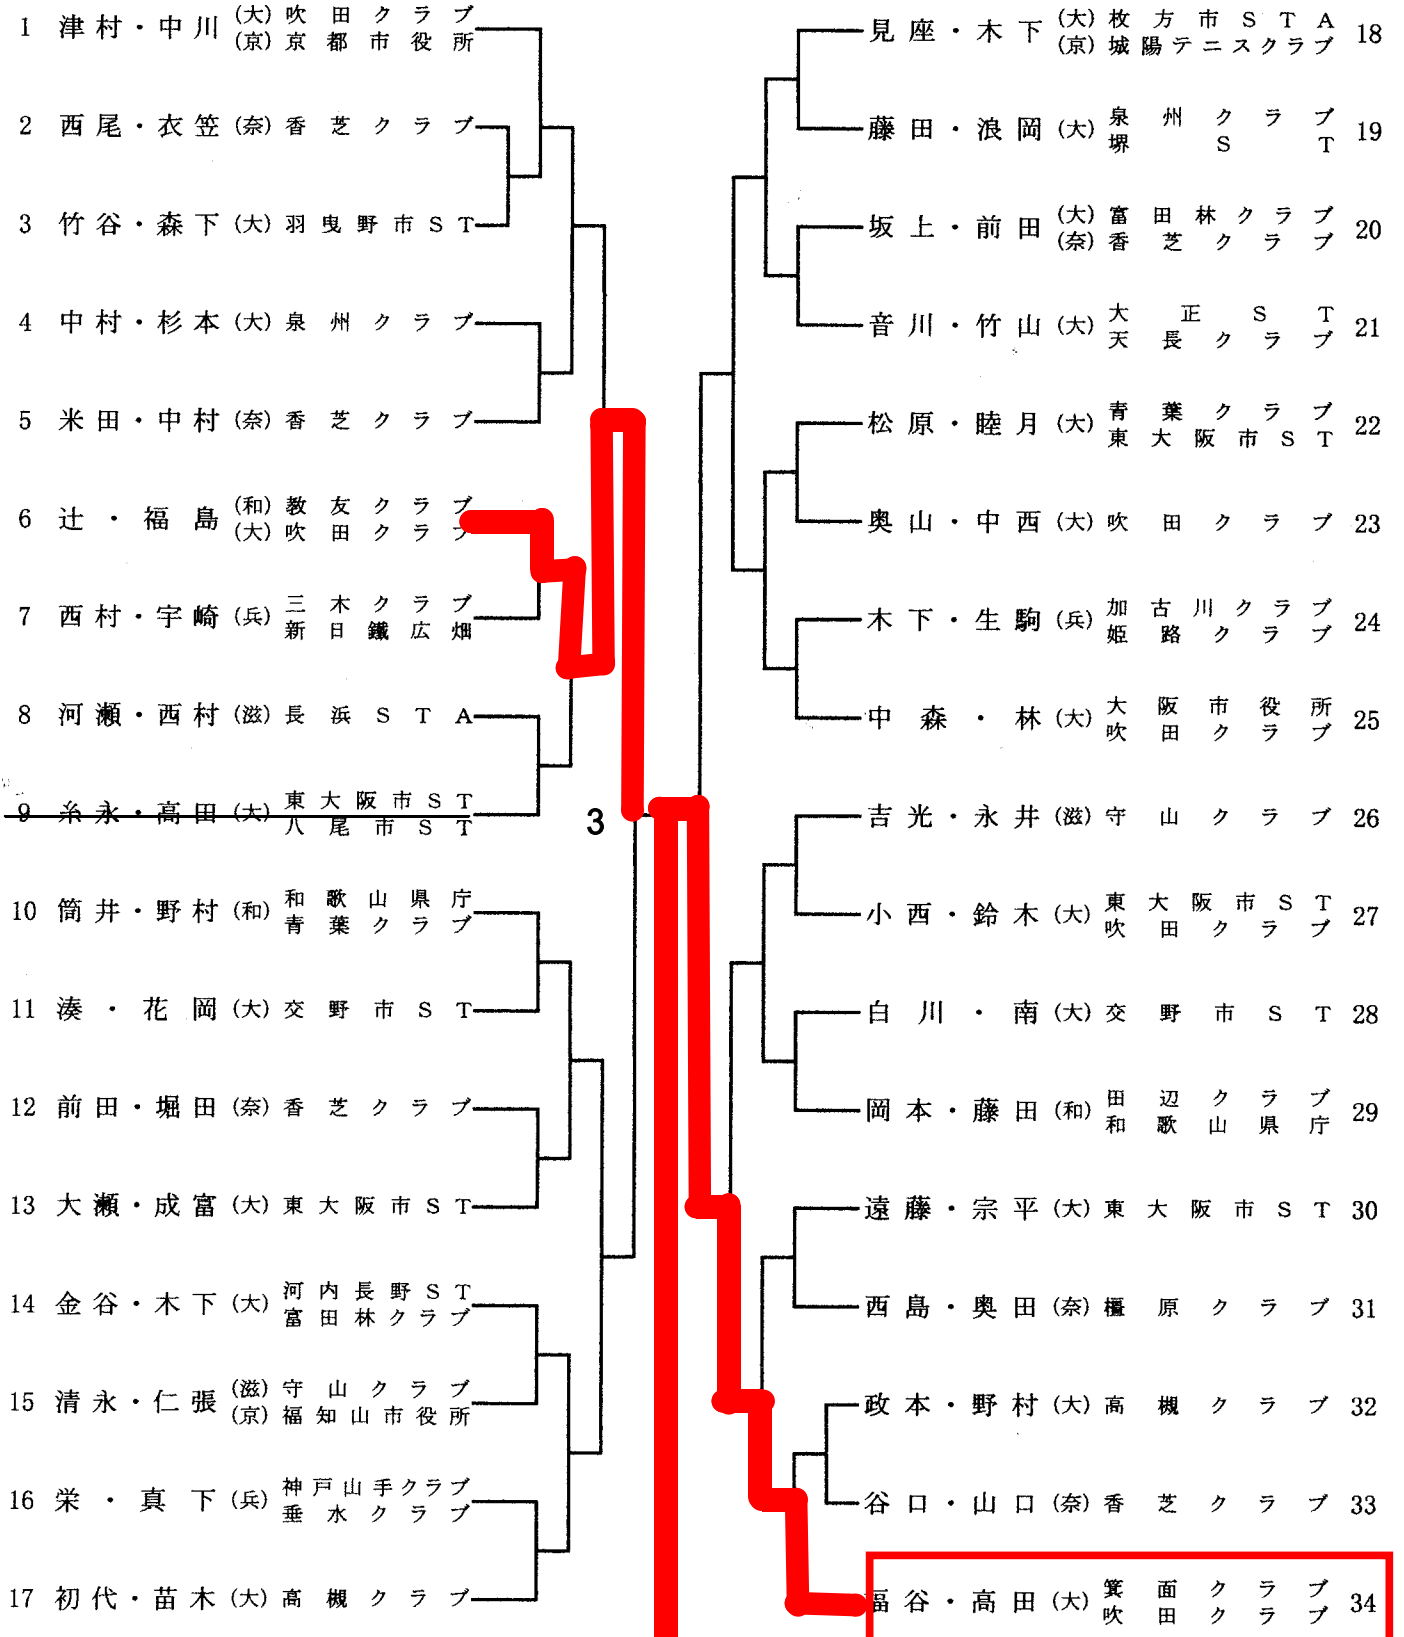 1 津村・中川 (大) 吹田クラブ
(京) 京都市役所
2 西尾・衣笠 (奈) 香芝クラブ
3 竹谷・森下 (大) 羽曳野市ST
4 中村・杉本 (大) 泉州クラブ
5 米田・中村 (奈) 香芝クラブ
6 辻・福島 (和) 教友クラブ
(大) 吹田クラブ
7 西村・宇崎 (兵) 三木クラブ
新日鐵広畑
8 河瀬・西村 (滋) 長浜STA
9 糸永・高田 (大) 東大阪市ST
八尾市ST
3
10 筒井・野村 (和) 和歌山県庁
青葉クラブ
11 湊・花岡 (大) 交野市ST
12 前田・堀田 (奈) 香芝クラブ
13 大瀬・成富 (大) 東大阪市ST
14 金谷・木下 (大) 河内長野ST
富田林クラブ
15 清永・仁張 (滋) 守山クラブ
(京) 福知山市役所
16 栄・真下 (兵) 神戸山手クラブ
垂水クラブ
17 初代・苗木 (大) 高槻クラブ
見座・木下 (大) 枚方市STA 18
(京) 城陽テニスクラブ
藤田・浪岡 (大) 泉州クラブ 19
堺ST
坂上・前田 (大) 富田林クラブ 20
(奈) 香芝クラブ
音川・竹山 (大) 大正ST 21
天長クラブ
松原・睦月 (大) 青葉クラブ 22
東大阪市ST
奥山・中西 (大) 吹田クラブ 23
木下・生駒 (兵) 加古川クラブ 24
姫路クラブ
中森・林 (大) 大阪市役所 25
吹田クラブ
吉光・永井 (滋) 守山クラブ 26
小西・鈴木 (大) 東大阪市ST 27
吹田クラブ
白川・南 (大) 交野市ST 28
岡本・藤田 (和) 田辺クラブ 29
和歌山県庁
遠藤・宗平 (大) 東大阪市ST 30
西島・奥田 (奈) 橿原クラブ 31
政本・野村 (大) 高槻クラブ 32
谷口・山口 (奈) 香芝クラブ 33
福谷・高田 (大) 箕面クラブ 34
吹田クラブ